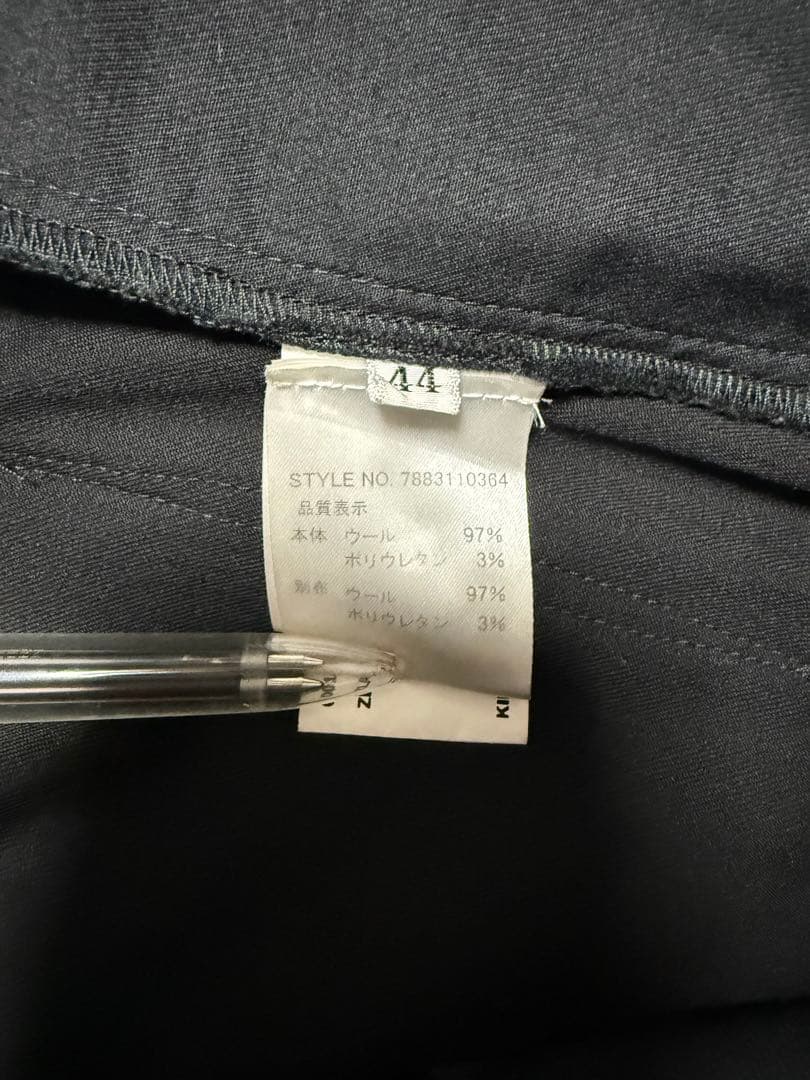 44
STYLE NO. 7883110364
品質表示
本体 ウール 97%
ポリウレタン 3%
別布 ウール 97%
ポリウレタン 3%